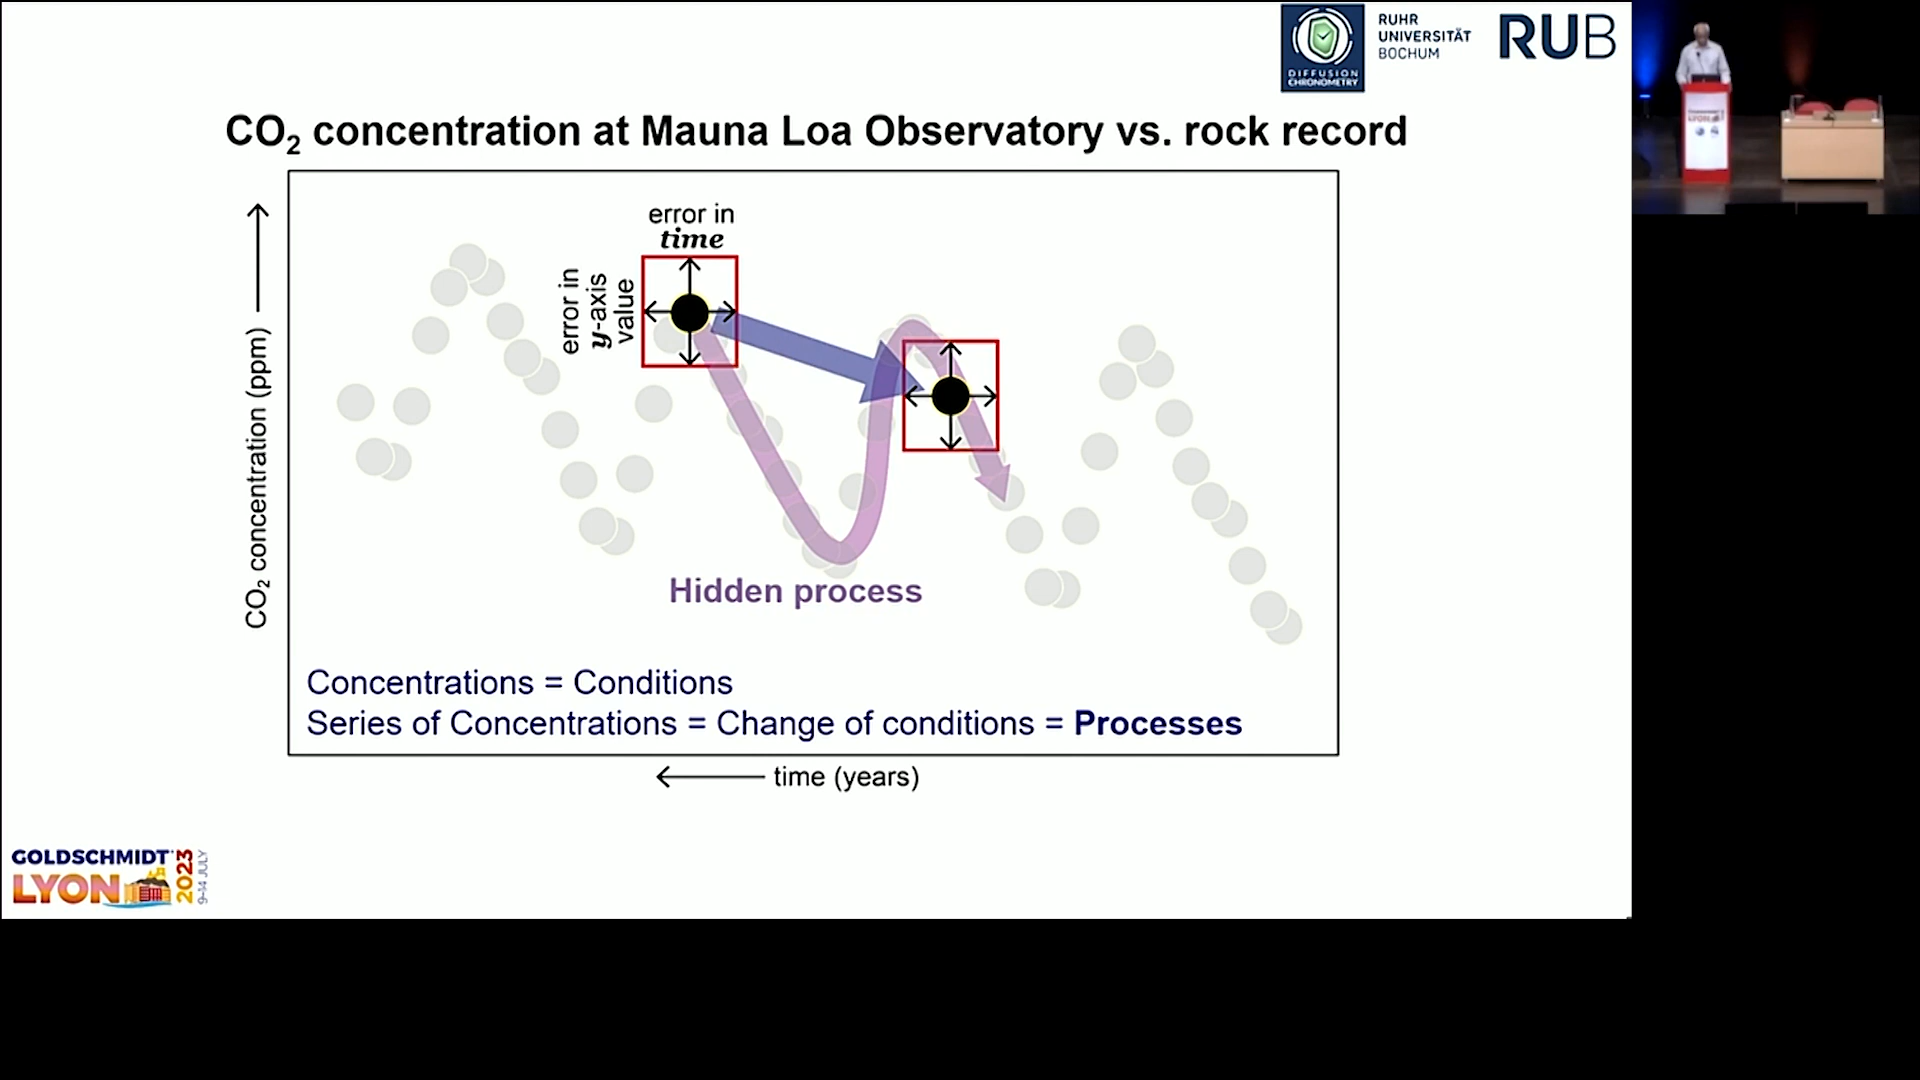 DIFFUSION
CHRONOMETRY
RUHR
UNIVERSITÄT
BOCHUM
RUB
CO₂ concentration at Mauna Loa Observatory vs. rock record
error in
time
error in
y-axis
value
CO₂ concentration (ppm)
Hidden process
Concentrations = Conditions
Series of Concentrations = Change of conditions = Processes
time (years)
GOLDSCHMIDT
LYON
2023
9-14 JULY
LYON